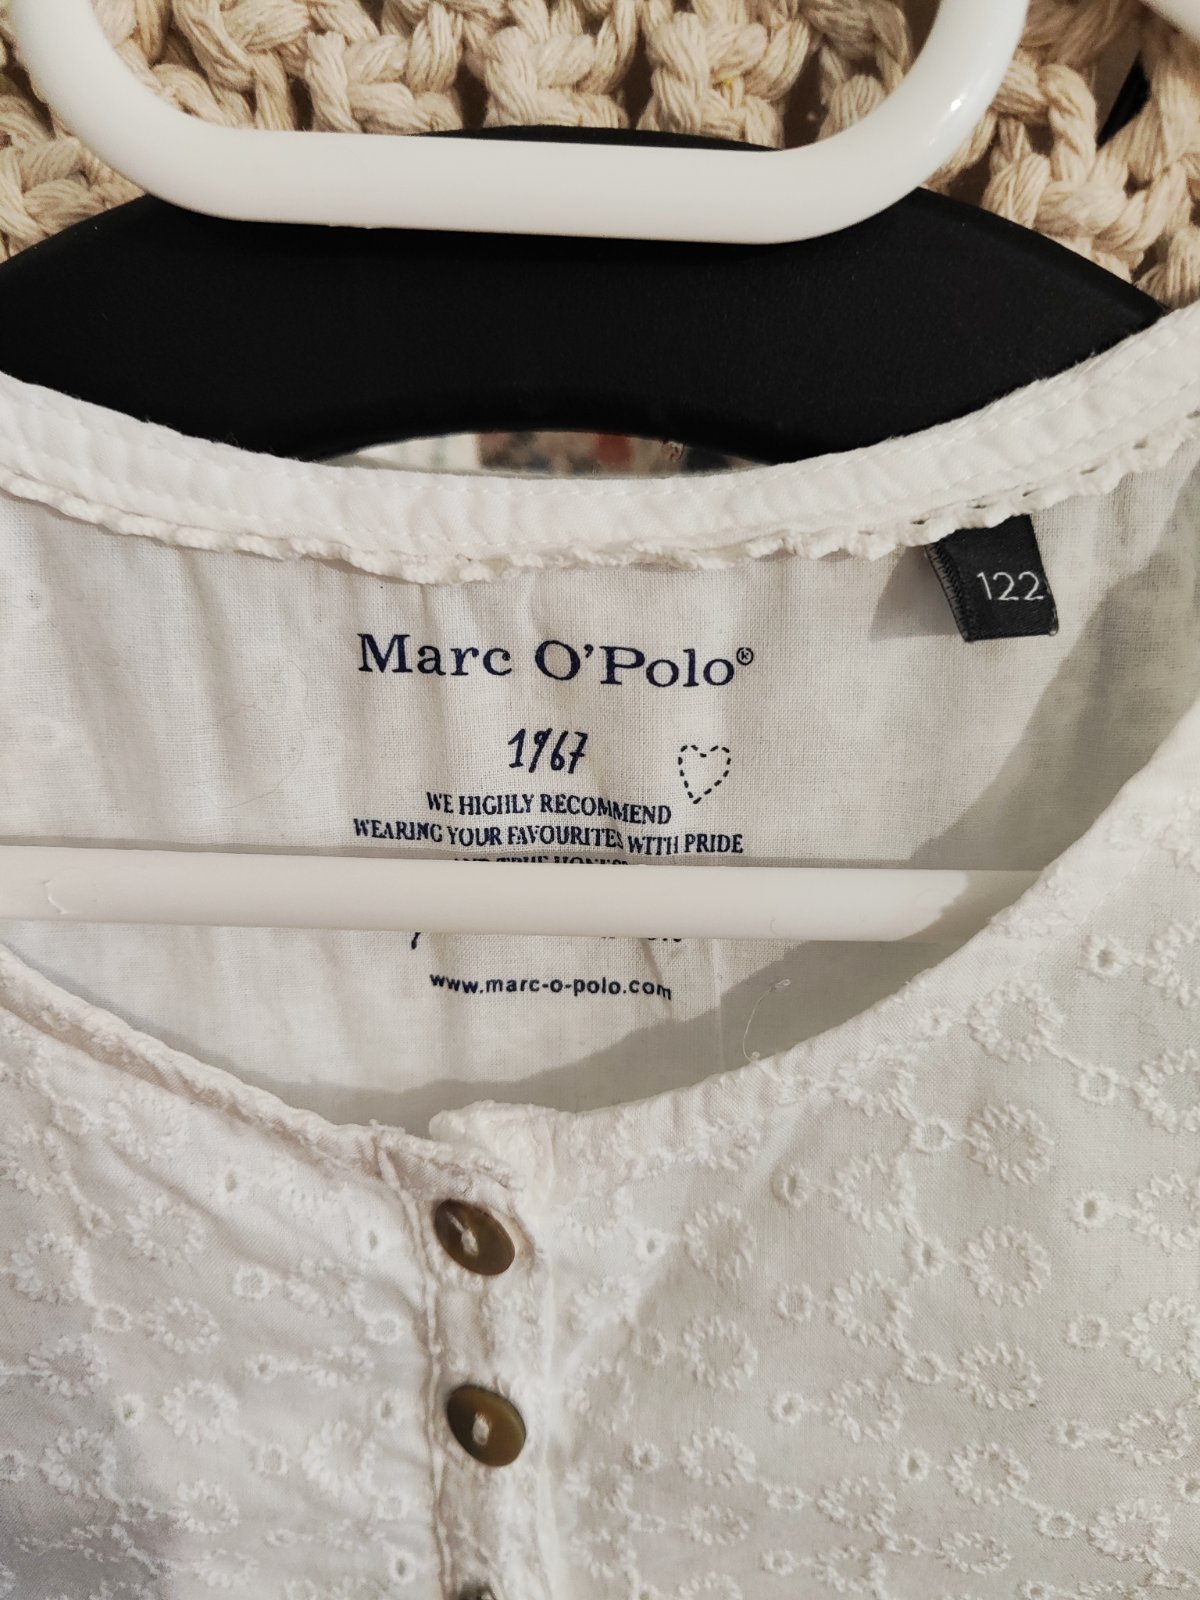 122
Marc O'Polo®
1967
WE HIGHLY RECOMMEND
WEARING YOUR FAVOURITES WITH PRIDE
www.marc-o-polo.com